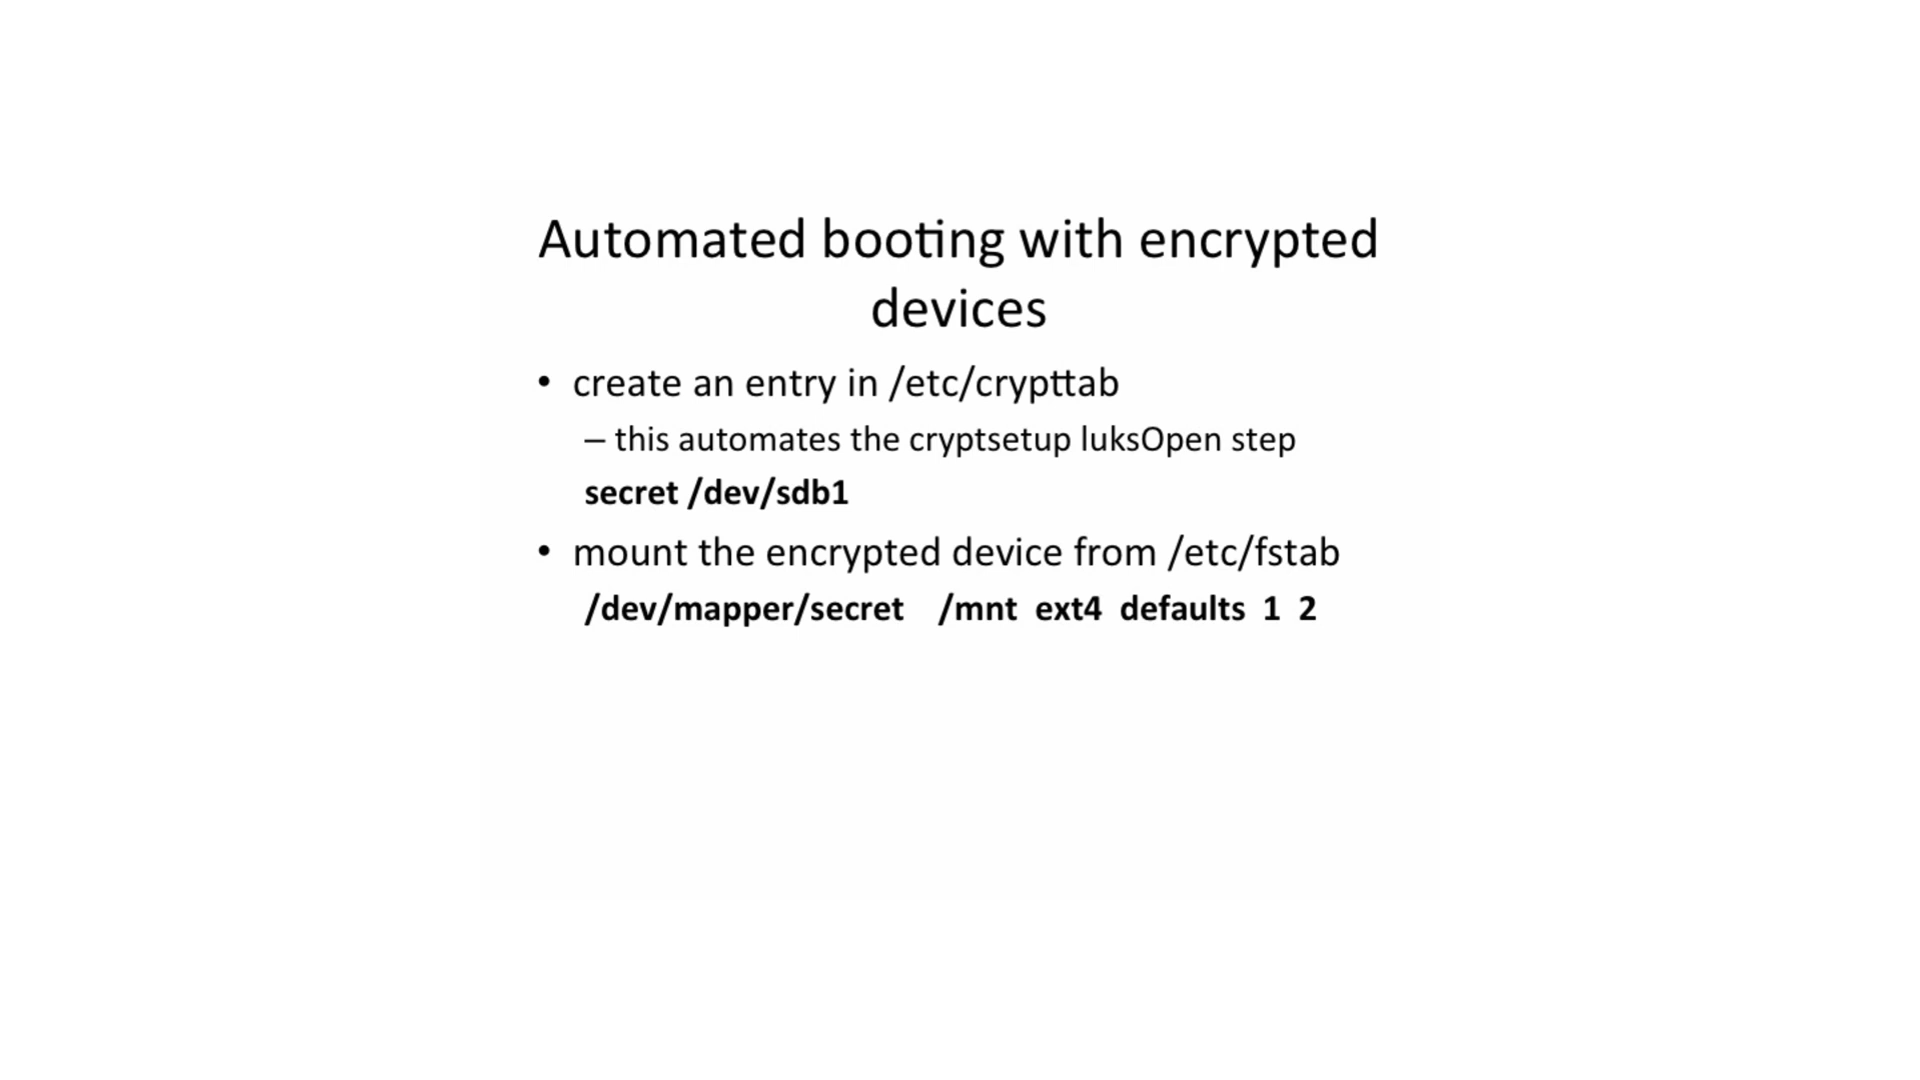 Automated booting with encrypted
devices
• create an entry in /etc/crypttab
– this automates the cryptsetup luksOpen step
secret /dev/sdb1
• mount the encrypted device from /etc/fstab
/dev/mapper/secret /mnt ext4 defaults 1 2